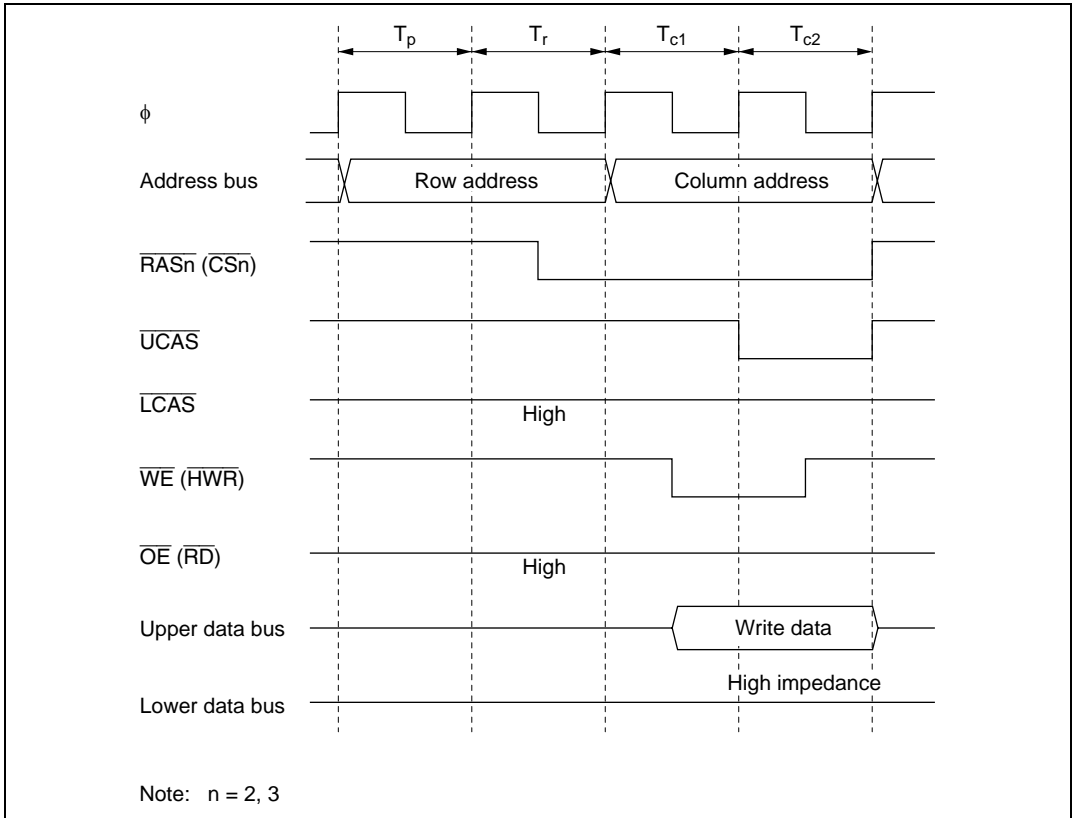 Tp Tr Tc1 Tc2
φ
Address bus Row address Column address
RASn (CSn)
UCAS
LCAS
High
WE (HWR)
OE (RD)
High
Upper data bus Write data
High impedance
Lower data bus
Note: n = 2, 3